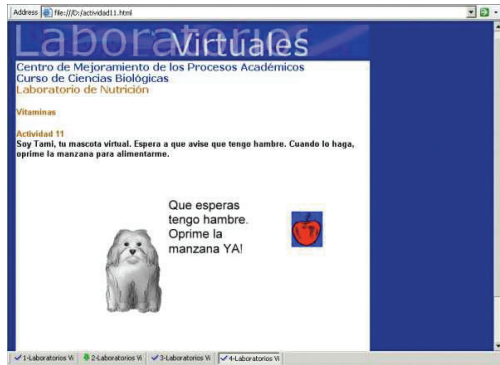 Address File:///D:/actividad11.html
Laboratorios
Virtuales
Centro de Mejoramiento de los Procesos Académicos
Curso de Ciencias Biológicas
Laboratorio de Nutrición
Vitaminas
Actividad 11
Soy Tami, tu mascota virtual. Espera a que avise que tengo hambre. Cuando lo haga,
oprime la manzana para alimentarme.
Que esperas
tengo hambre.
Oprime la
manzana YA!
1-Laboratorios Vi 2-Laboratorios Vi 3-Laboratorios Vi 4-Laboratorios Vi